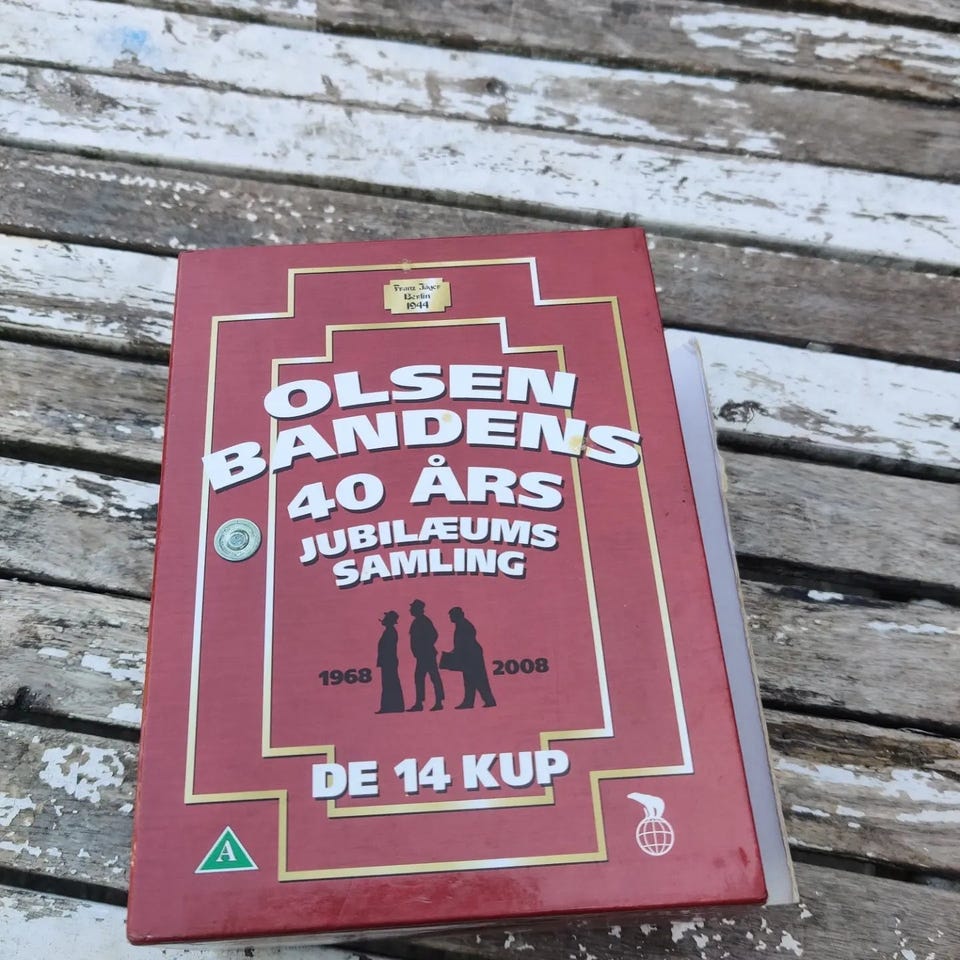 Franz Jäger
Berlin
1944
OLSEN
BANDENS
40 ÅRS
JUBILÆUMS
SAMLING
1968 2008
DE 14 KUP
A